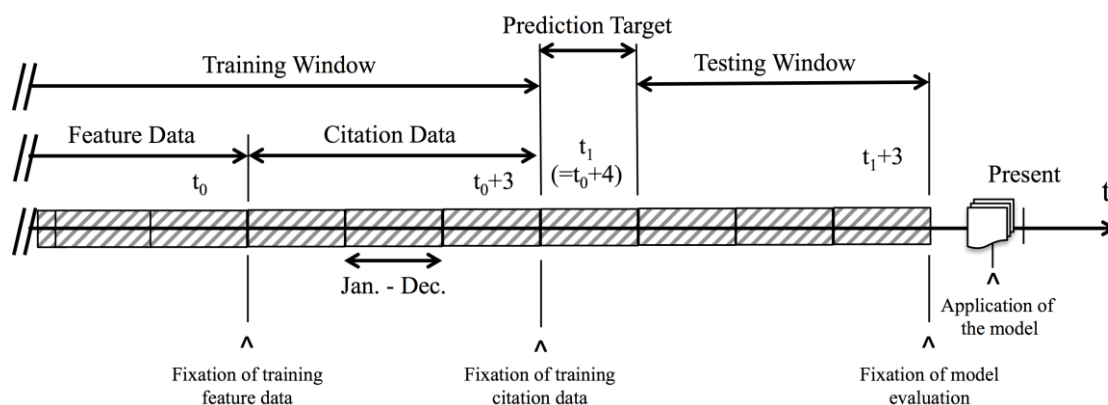 Prediction Target
Training Window
Testing Window
Feature Data
Citation Data
t₁
(=t₀+4)
t₀
t₀+3
t₁+3
Present
t
Jan. - Dec.
Application of
the model
Fixation of training
feature data
Fixation of training
citation data
Fixation of model
evaluation